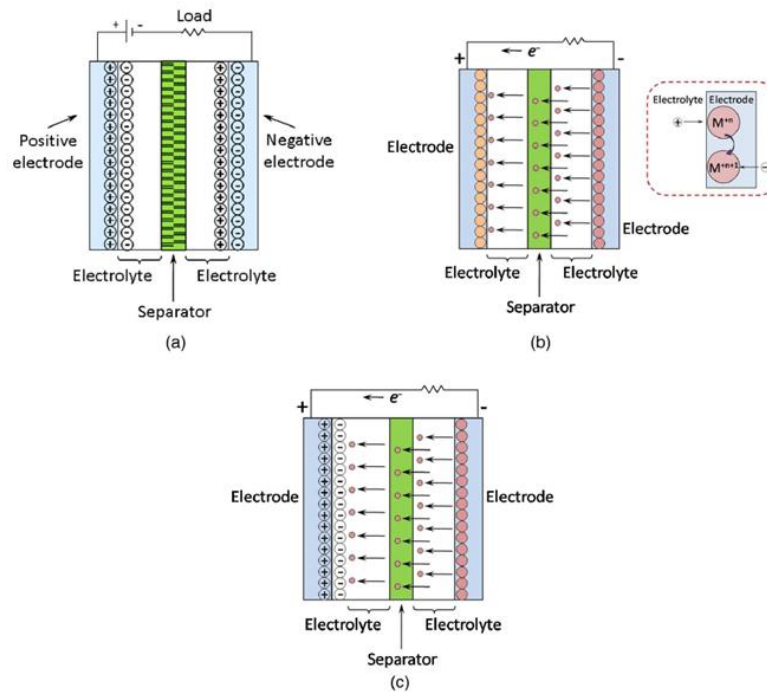 Load
+ -
Positive electrode
Negative electrode
Electrolyte
Electrolyte
Separator
(a)
e⁻
+ -
Electrode
Electrode
Electrolyte
Electrolyte
Separator
(b)
Electrolyte
Electrode
M⁺ⁿ
M⁺ⁿ⁺¹
+
-
e⁻
+ -
Electrode
Electrode
Electrolyte
Electrolyte
Separator
(c)